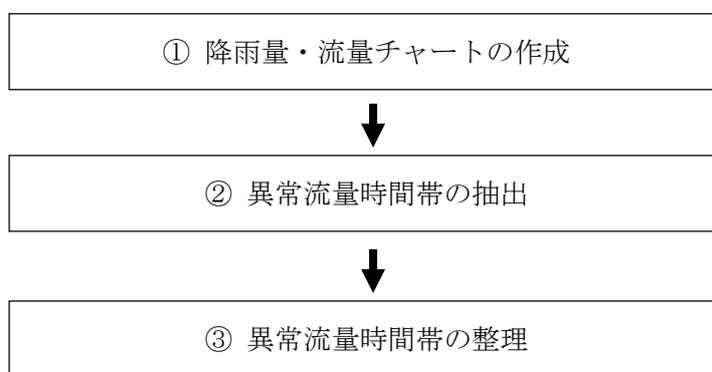 ① 降雨量・流量チャートの作成
② 異常流量時間帯の抽出
③ 異常流量時間帯の整理